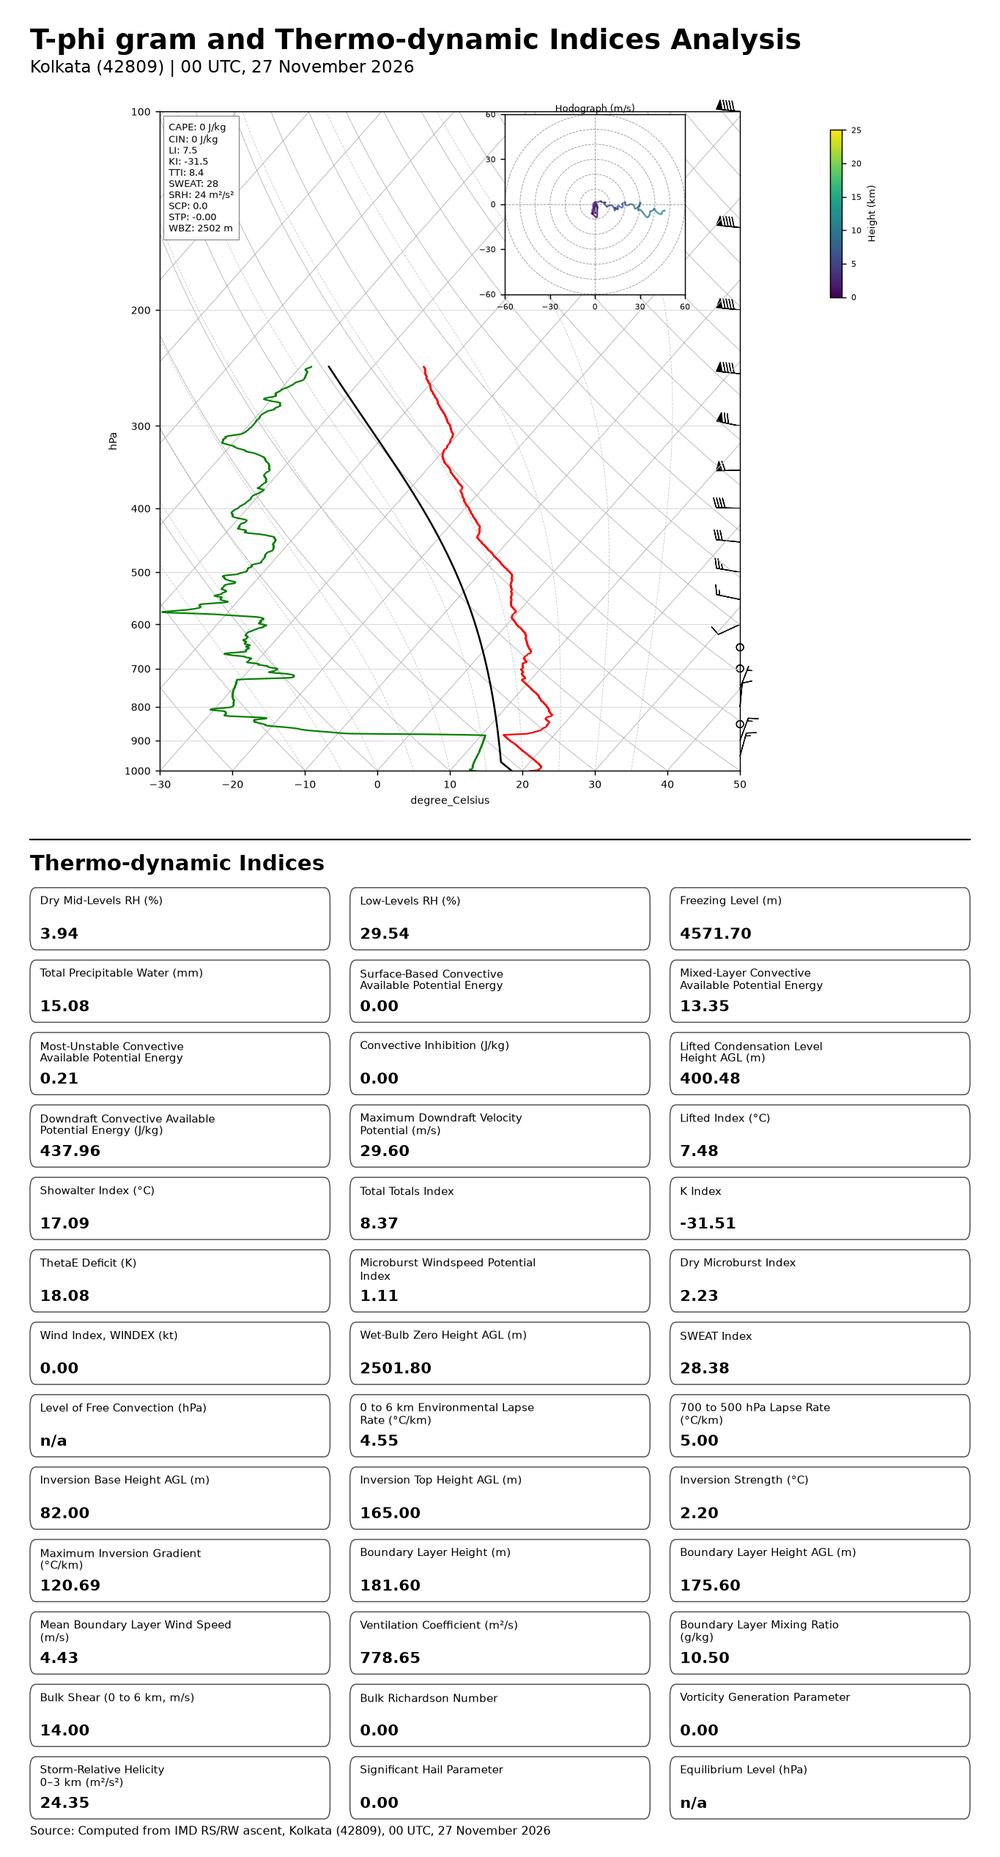 T-phi gram and Thermo-dynamic Indices Analysis
Kolkata (42809) | 00 UTC, 27 November 2026
Hodograph (m/s)
CAPE: 0 J/kg
CIN: 0 J/kg
LI: 7.5
KI: -31.5
TTI: 8.4
SWEAT: 28
SRH: 24 m²/s²
SCP: 0.0
STP: -0.00
WBZ: 2502 m
60
30
0
−30
−60
−60 −30 0 30 60
25
20
15
10
5
0
Height (km)
100
200
300
400
500
600
700
800
900
1000
hPa
−30 −20 −10 0 10 20 30 40 50
degree_Celsius
Thermo-dynamic Indices
Dry Mid-Levels RH (%)
3.94
Low-Levels RH (%)
29.54
Freezing Level (m)
4571.70
Total Precipitable Water (mm)
15.08
Surface-Based Convective
Available Potential Energy
0.00
Mixed-Layer Convective
Available Potential Energy
13.35
Most-Unstable Convective
Available Potential Energy
0.21
Convective Inhibition (J/kg)
0.00
Lifted Condensation Level
Height AGL (m)
400.48
Downdraft Convective Available
Potential Energy (J/kg)
437.96
Maximum Downdraft Velocity
Potential (m/s)
29.60
Lifted Index (°C)
7.48
Showalter Index (°C)
17.09
Total Totals Index
8.37
K Index
-31.51
ThetaE Deficit (K)
18.08
Microburst Windspeed Potential
Index
1.11
Dry Microburst Index
2.23
Wind Index, WINDEX (kt)
0.00
Wet-Bulb Zero Height AGL (m)
2501.80
SWEAT Index
28.38
Level of Free Convection (hPa)
n/a
0 to 6 km Environmental Lapse
Rate (°C/km)
4.55
700 to 500 hPa Lapse Rate
(°C/km)
5.00
Inversion Base Height AGL (m)
82.00
Inversion Top Height AGL (m)
165.00
Inversion Strength (°C)
2.20
Maximum Inversion Gradient
(°C/km)
120.69
Boundary Layer Height (m)
181.60
Boundary Layer Height AGL (m)
175.60
Mean Boundary Layer Wind Speed
(m/s)
4.43
Ventilation Coefficient (m²/s)
778.65
Boundary Layer Mixing Ratio
(g/kg)
10.50
Bulk Shear (0 to 6 km, m/s)
14.00
Bulk Richardson Number
0.00
Vorticity Generation Parameter
0.00
Storm-Relative Helicity
0–3 km (m²/s²)
24.35
Significant Hail Parameter
0.00
Equilibrium Level (hPa)
n/a
Source: Computed from IMD RS/RW ascent, Kolkata (42809), 00 UTC, 27 November 2026